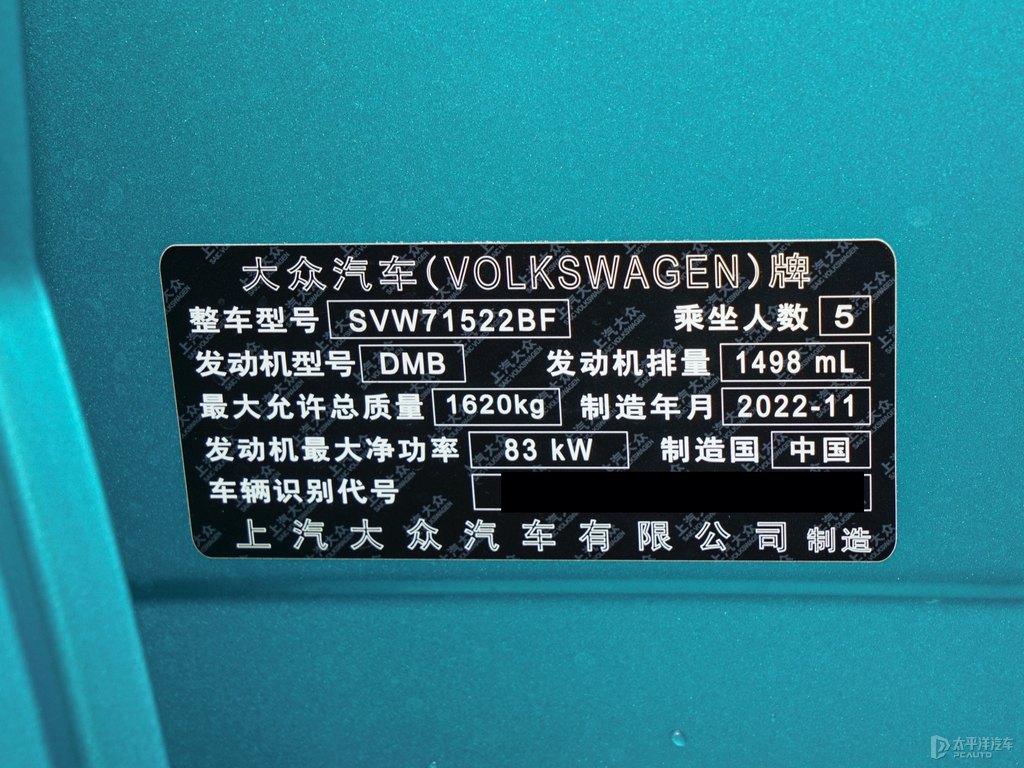 大众汽车(VOLKSWAGEN)牌
整车型号 SVW71522BF 乘坐人数 5
发动机型号 DMB 发动机排量 1498 mL
最大允许总质量 1620kg 制造年月 2022-11
发动机最大净功率 83 kW 制造国 中国
车辆识别代号
上汽大众汽车有限公司 制造
太平洋汽车
PCAUTO